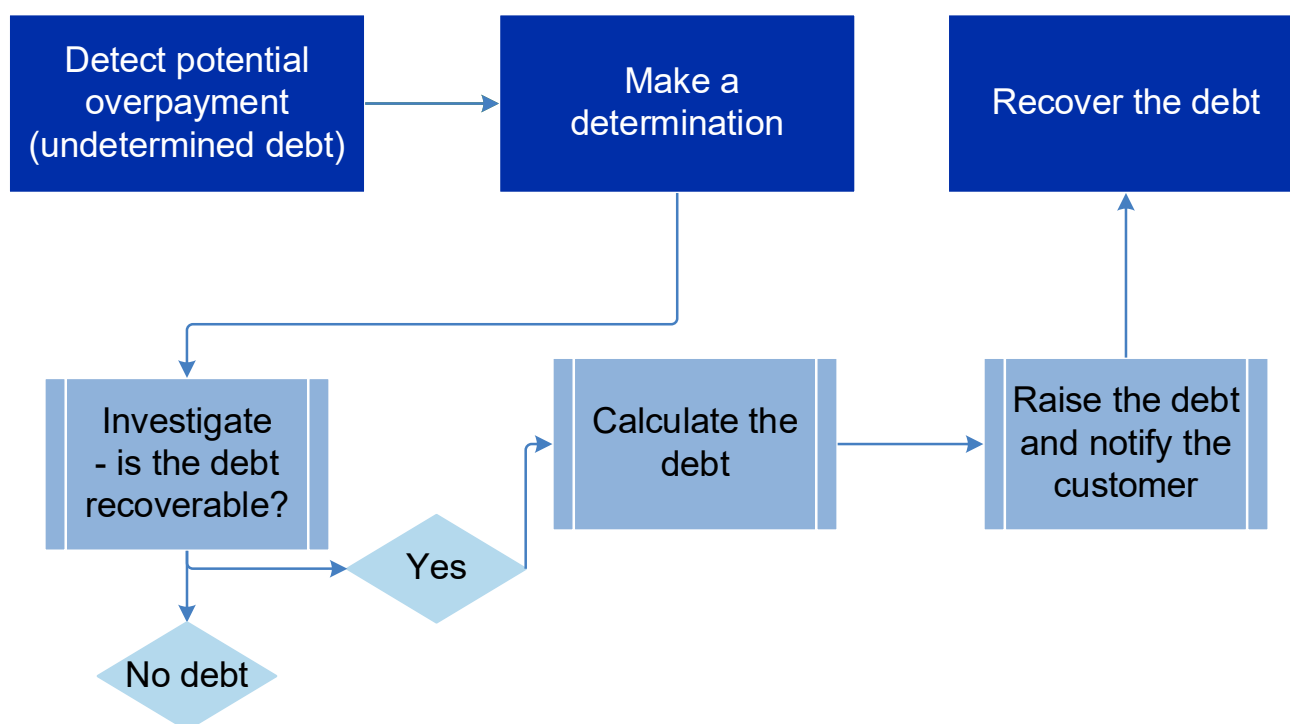 Detect potential
overpayment
(undetermined debt)
Make a
determination
Recover the debt
Investigate
- is the debt
recoverable?
Calculate the
debt
Raise the debt
and notify the
customer
Yes
No debt